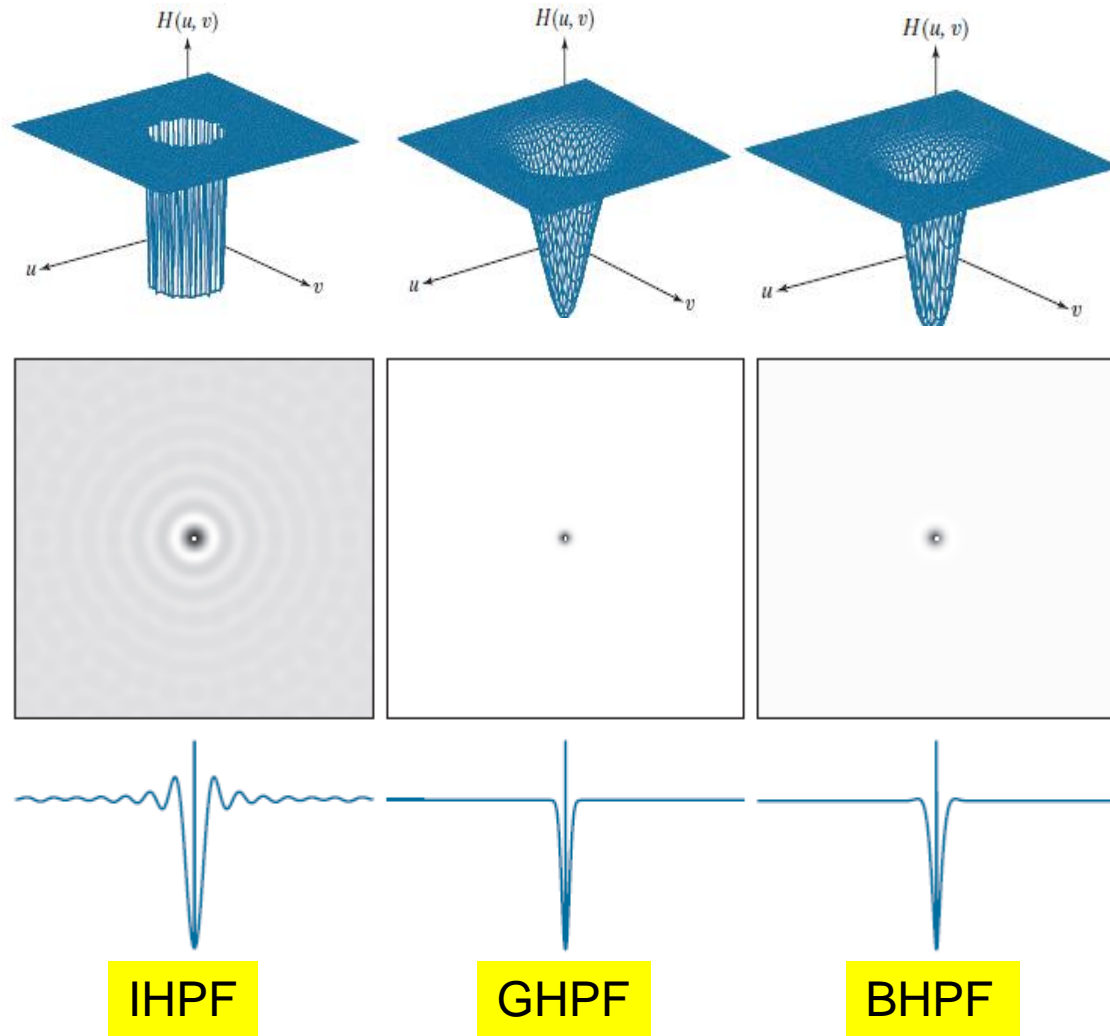 H(u, v)
H(u, v)
H(u, v)
u
v
u
v
u
v
IHPF
GHPF
BHPF